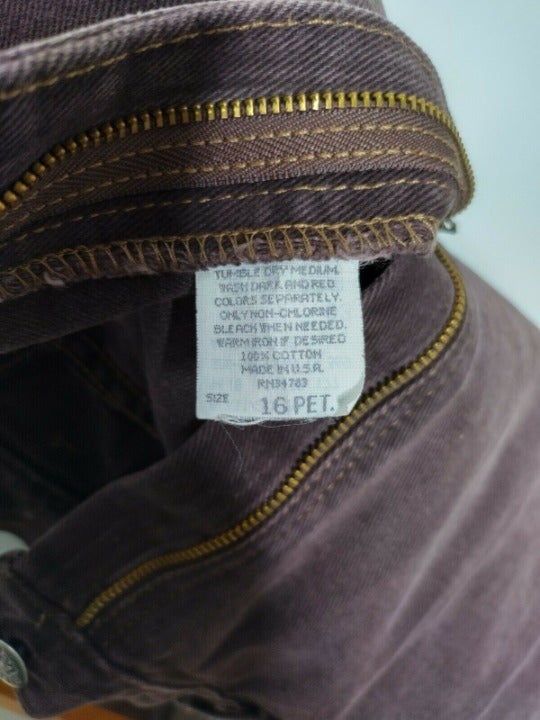 TUMBLE DRY MEDIUM.
WASH DARK AND RED
COLORS SEPARATELY.
ONLY NON-CHLORINE
BLEACH WHEN NEEDED.
WARM IRON IF DESIRED
100% COTTON
MADE IN U.S.A.
RN34783
SIZE 16 PET.